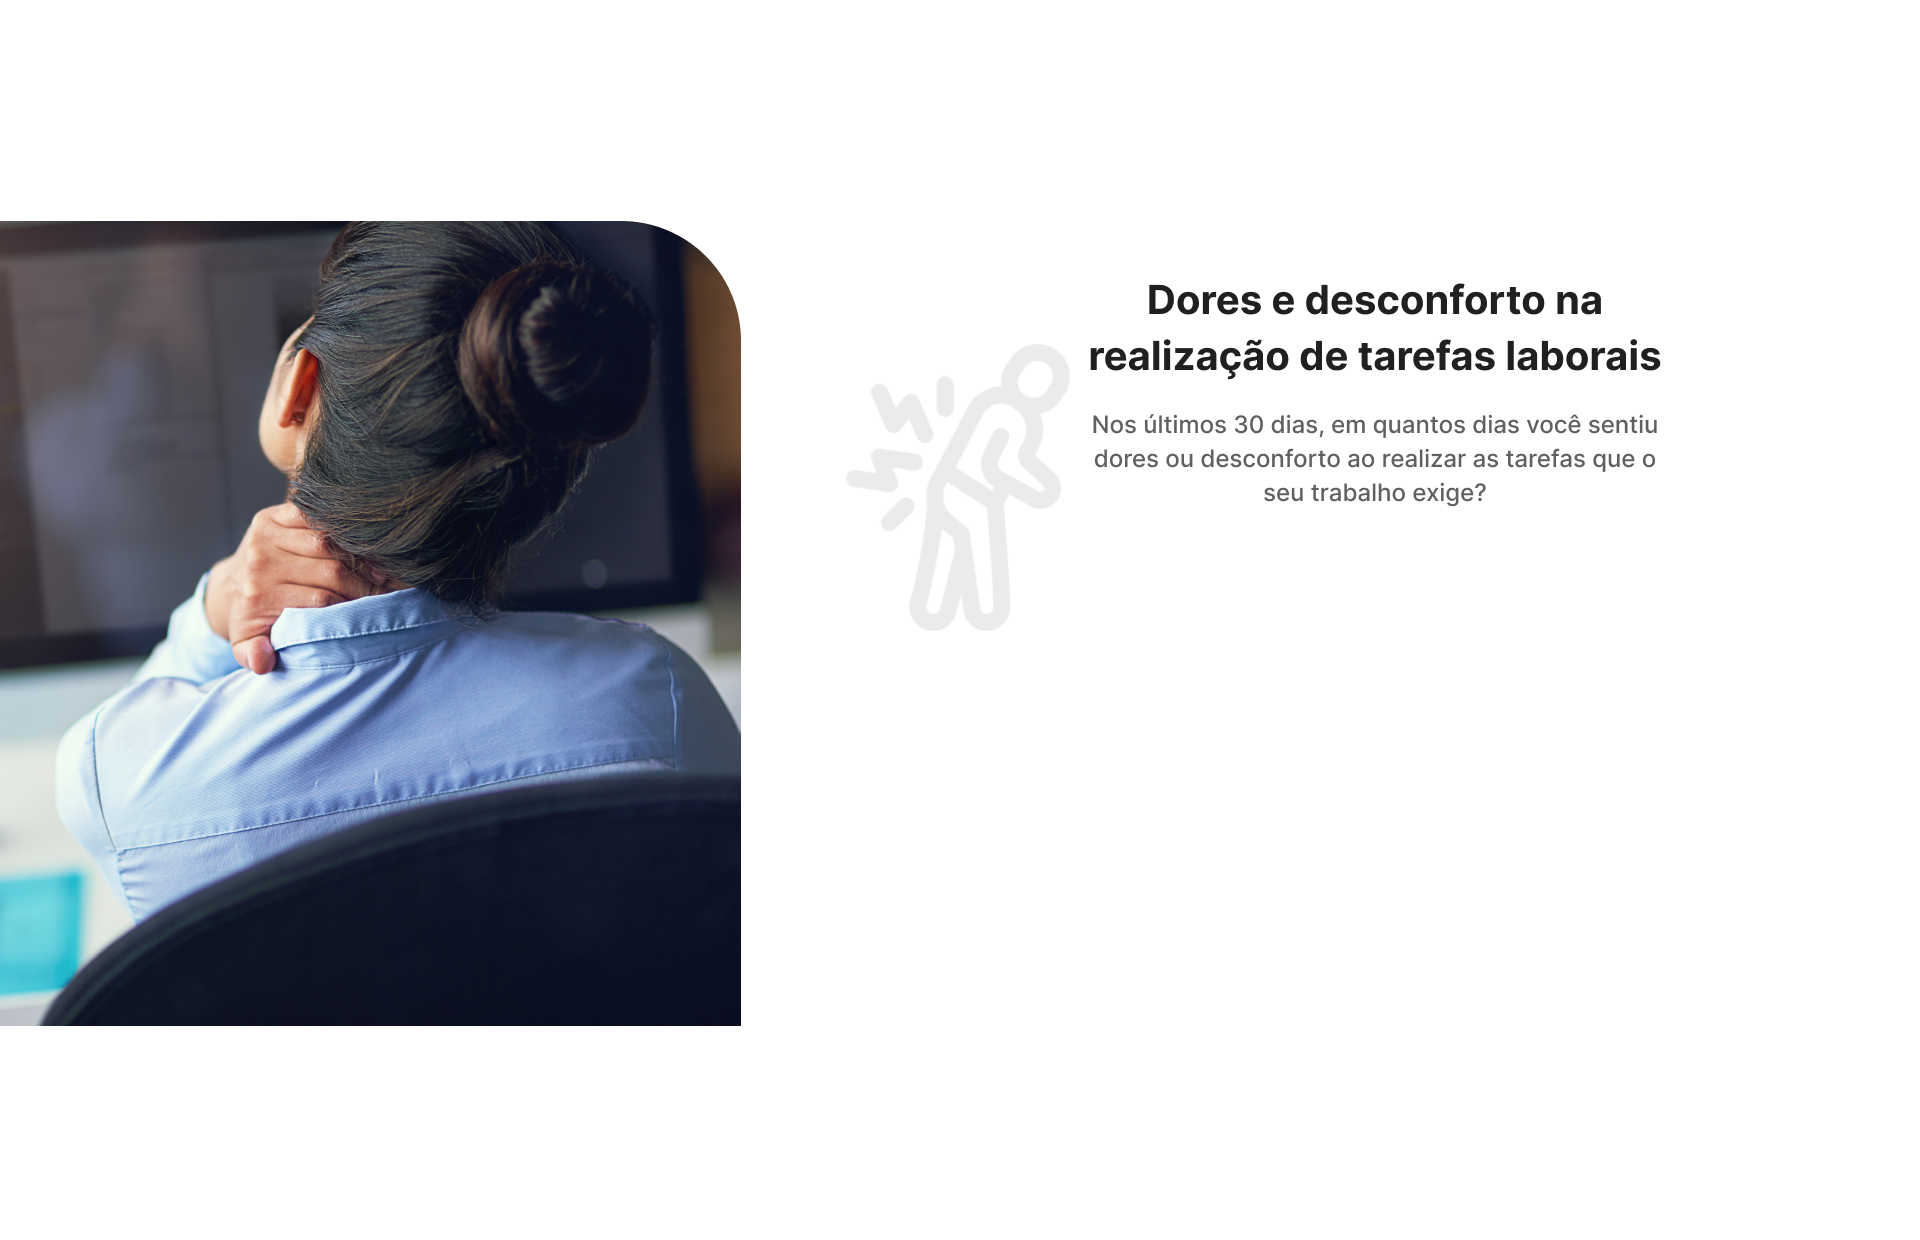 Dores e desconforto na
realização de tarefas laborais
Nos últimos 30 dias, em quantos dias você sentiu
dores ou desconforto ao realizar as tarefas que o
seu trabalho exige?